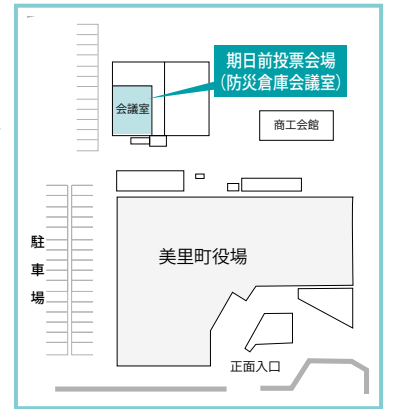 期日前投票会場
（防災倉庫会議室）
会議室
商工会館
駐車場
美里町役場
正面入口